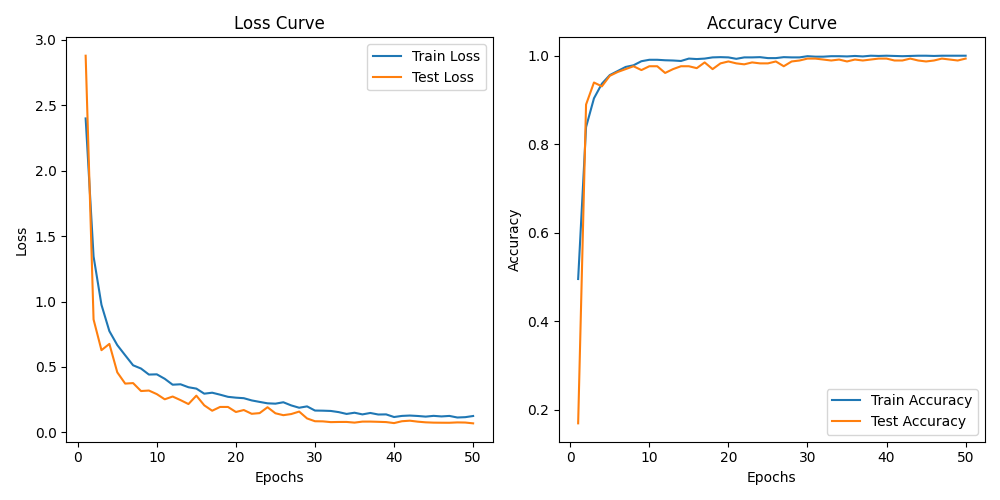 Loss Curve
3.0
2.5
2.0
1.5
1.0
0.5
0.0
0 10 20 30 40 50
Loss
Epochs
Train Loss
Test Loss
Accuracy Curve
1.0
0.8
0.6
0.4
0.2
0 10 20 30 40 50
Accuracy
Epochs
Train Accuracy
Test Accuracy